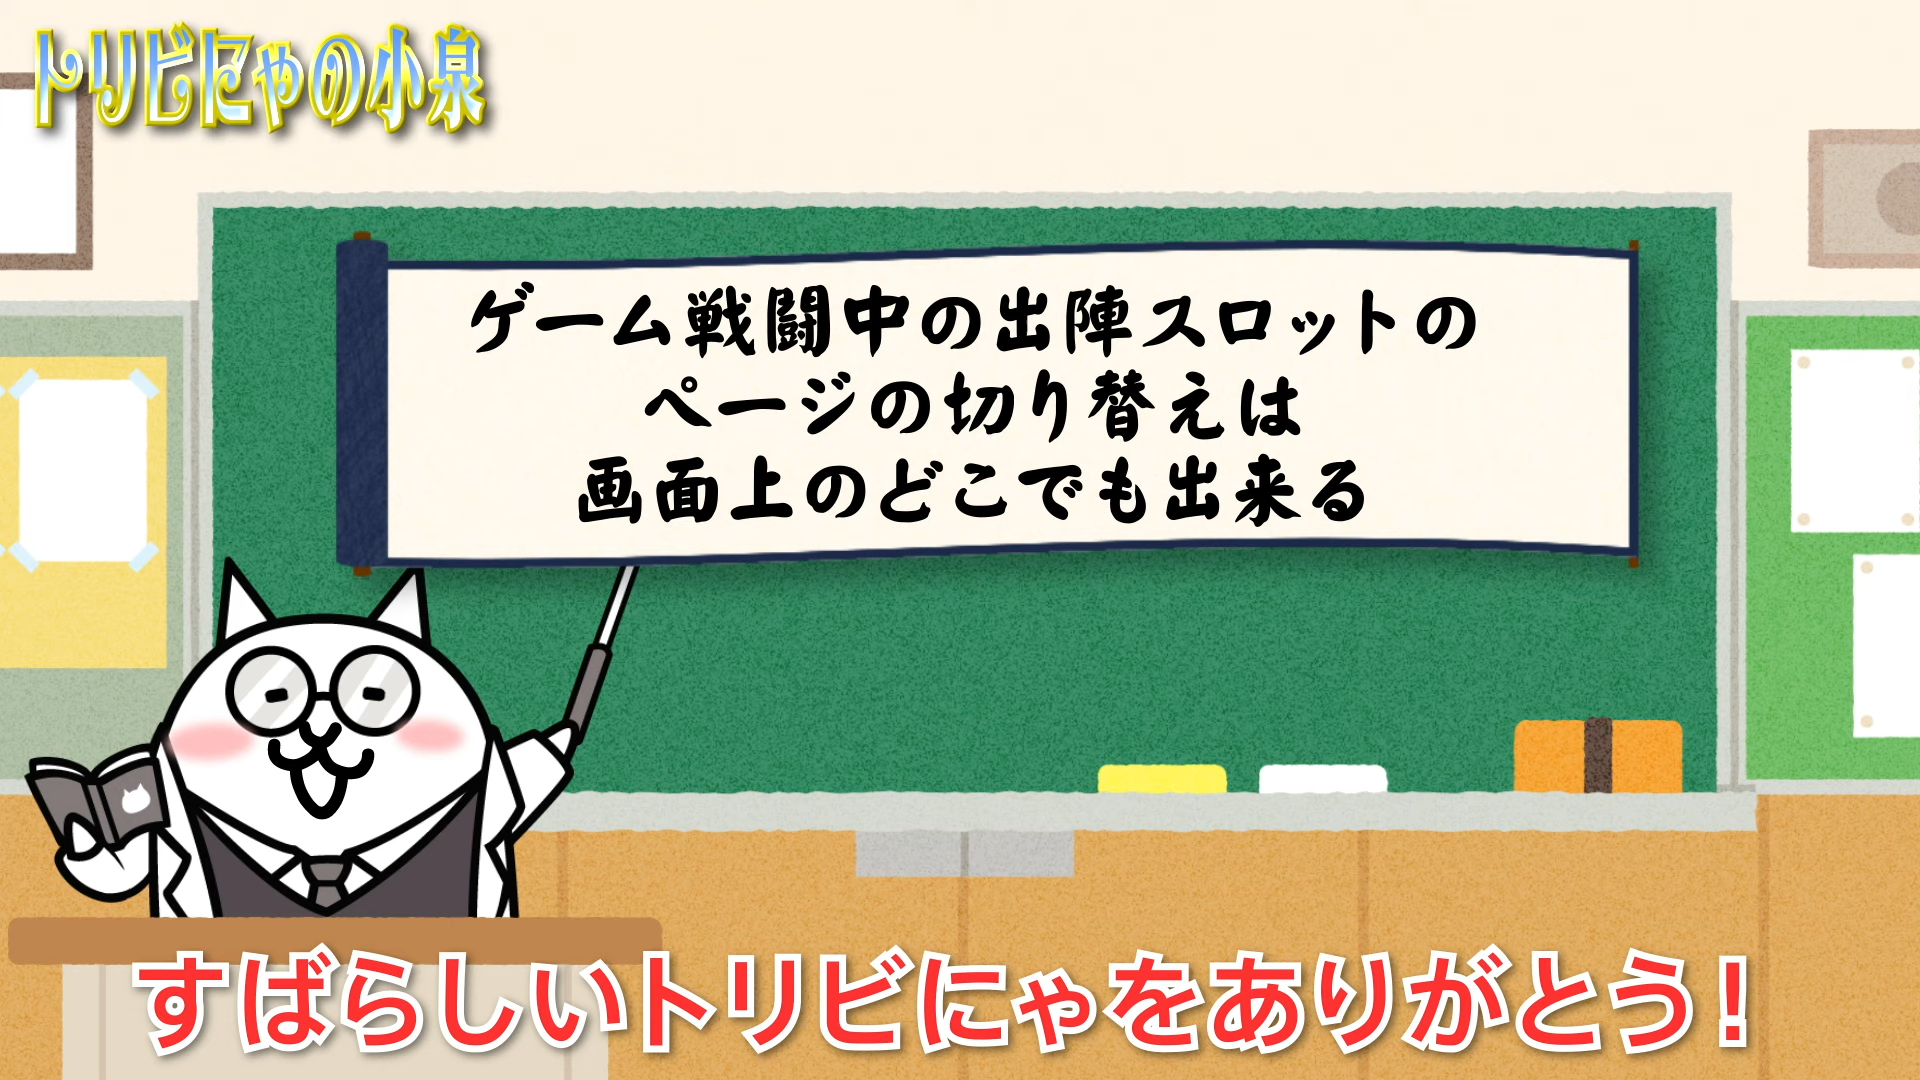 トリビにゃの小泉
ゲーム戦闘中の出陣スロットの
ページの切り替えは
画面上のどこでも出来る
すばらしいトリビにゃをありがとう!